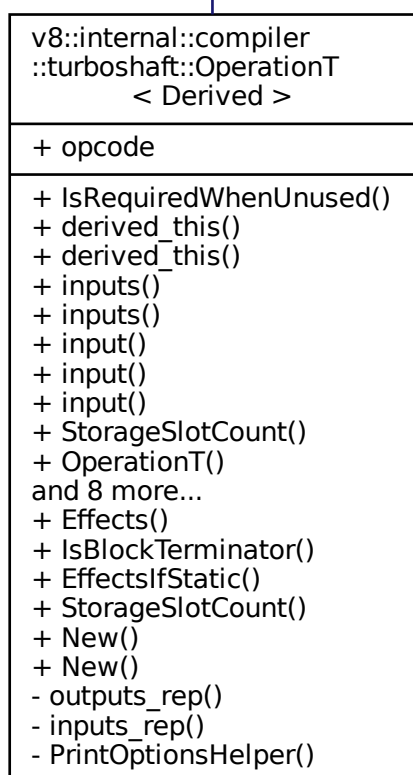 v8::internal::compiler
::turboshaft::OperationT
< Derived >
+ opcode
+ IsRequiredWhenUnused()
+ derived_this()
+ derived_this()
+ inputs()
+ inputs()
+ input()
+ input()
+ input()
+ StorageSlotCount()
+ OperationT()
and 8 more...
+ Effects()
+ IsBlockTerminator()
+ EffectsIfStatic()
+ StorageSlotCount()
+ New()
+ New()
- outputs_rep()
- inputs_rep()
- PrintOptionsHelper()